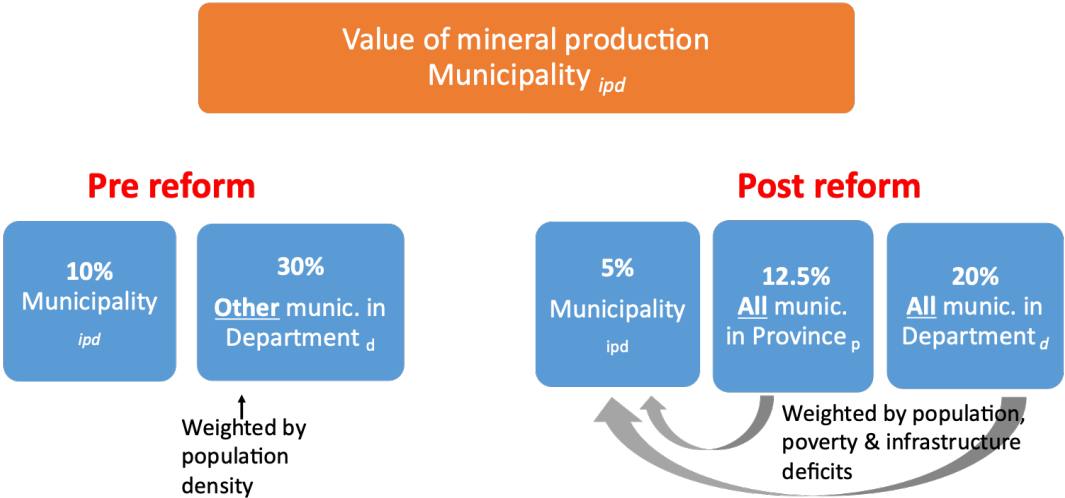 Value of mineral production
Municipality ipd
Pre reform
Post reform
10%
Municipality
ipd
30%
Other munic. in
Department d
5%
Municipality
ipd
12.5%
All munic.
in Province p
20%
All munic. in
Department d
Weighted by
population
density
Weighted by population,
poverty & infrastructure
deficits